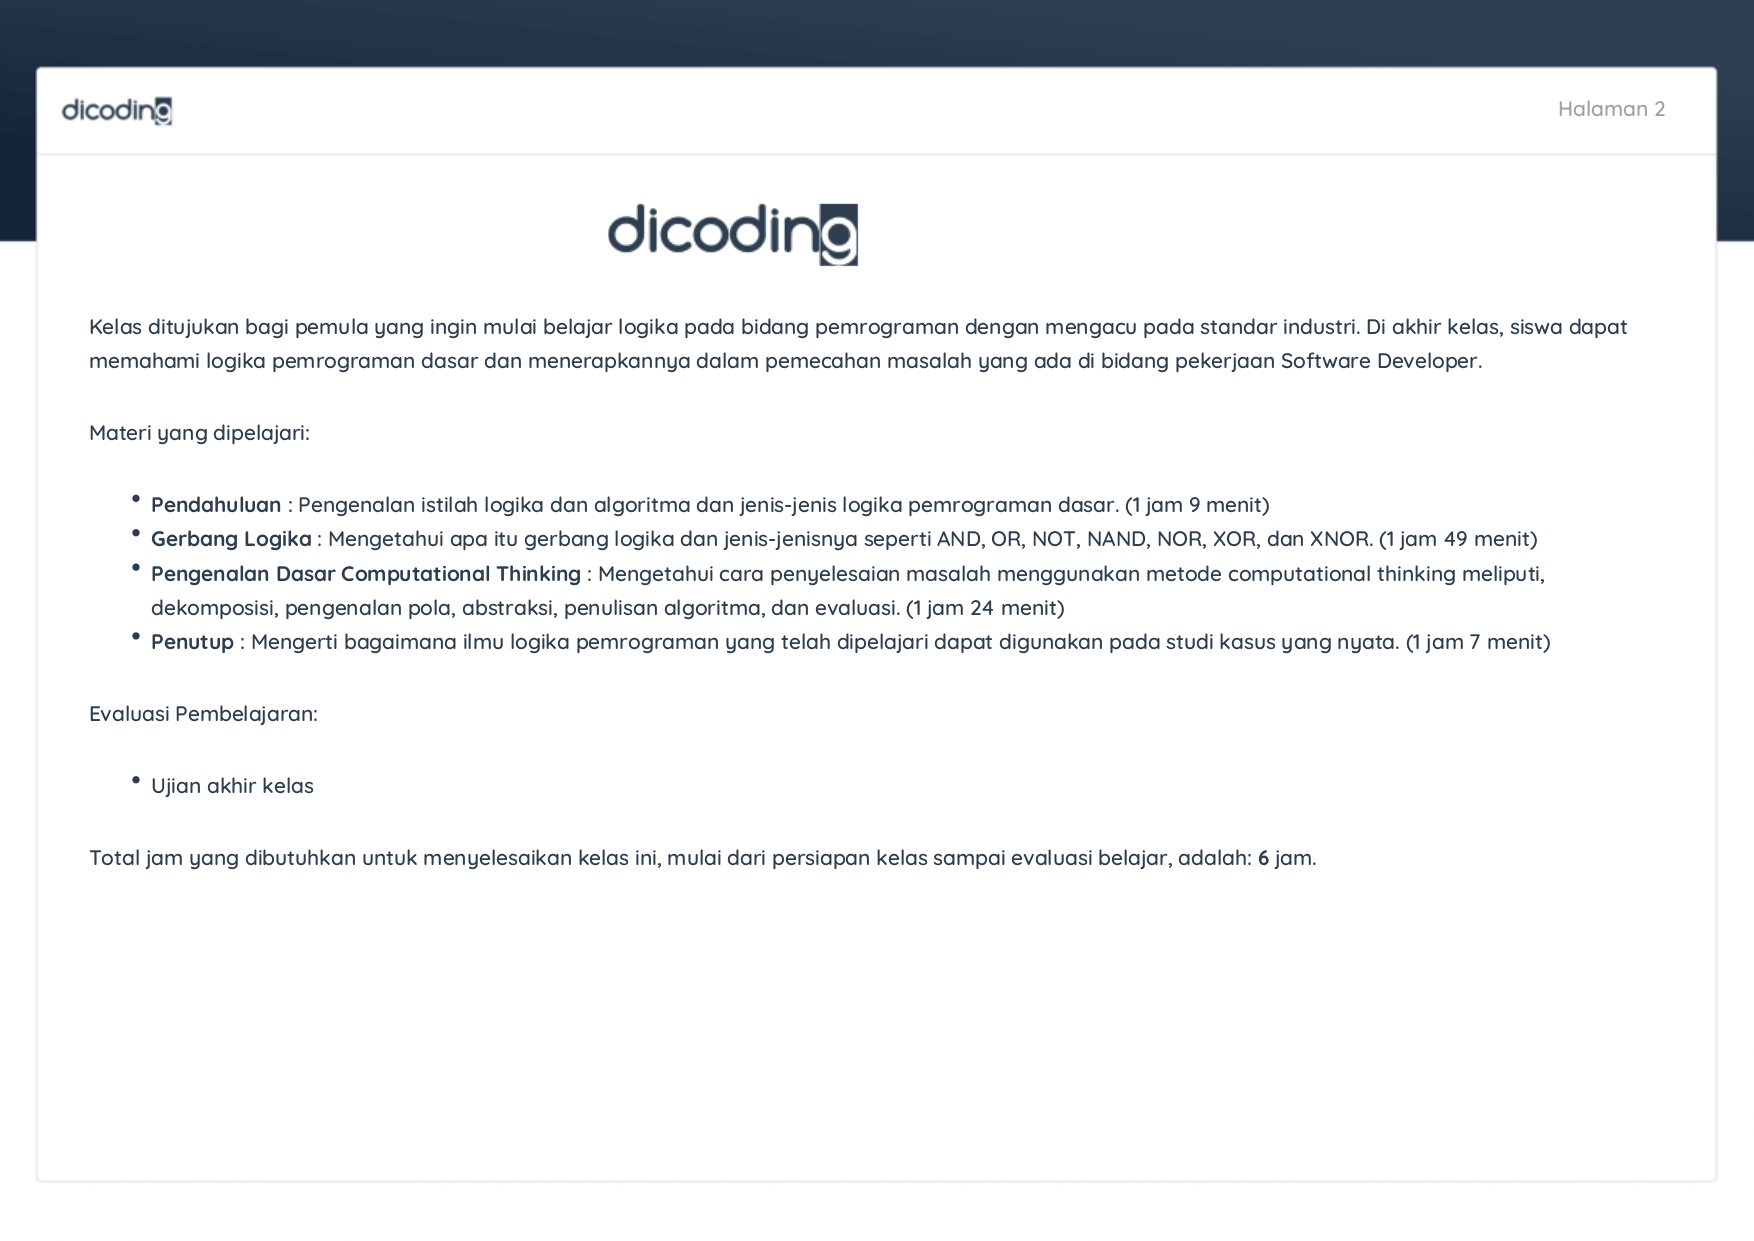 dicoding
Halaman 2
dicoding
Kelas ditujukan bagi pemula yang ingin mulai belajar logika pada bidang pemrograman dengan mengacu pada standar industri. Di akhir kelas, siswa dapat
memahami logika pemrograman dasar dan menerapkannya dalam pemecahan masalah yang ada di bidang pekerjaan Software Developer.
Materi yang dipelajari:
• Pendahuluan : Pengenalan istilah logika dan algoritma dan jenis-jenis logika pemrograman dasar. (1 jam 9 menit)
• Gerbang Logika : Mengetahui apa itu gerbang logika dan jenis-jenisnya seperti AND, OR, NOT, NAND, NOR, XOR, dan XNOR. (1 jam 49 menit)
• Pengenalan Dasar Computational Thinking : Mengetahui cara penyelesaian masalah menggunakan metode computational thinking meliputi,
dekomposisi, pengenalan pola, abstraksi, penulisan algoritma, dan evaluasi. (1 jam 24 menit)
• Penutup : Mengerti bagaimana ilmu logika pemrograman yang telah dipelajari dapat digunakan pada studi kasus yang nyata. (1 jam 7 menit)
Evaluasi Pembelajaran:
• Ujian akhir kelas
Total jam yang dibutuhkan untuk menyelesaikan kelas ini, mulai dari persiapan kelas sampai evaluasi belajar, adalah: 6 jam.